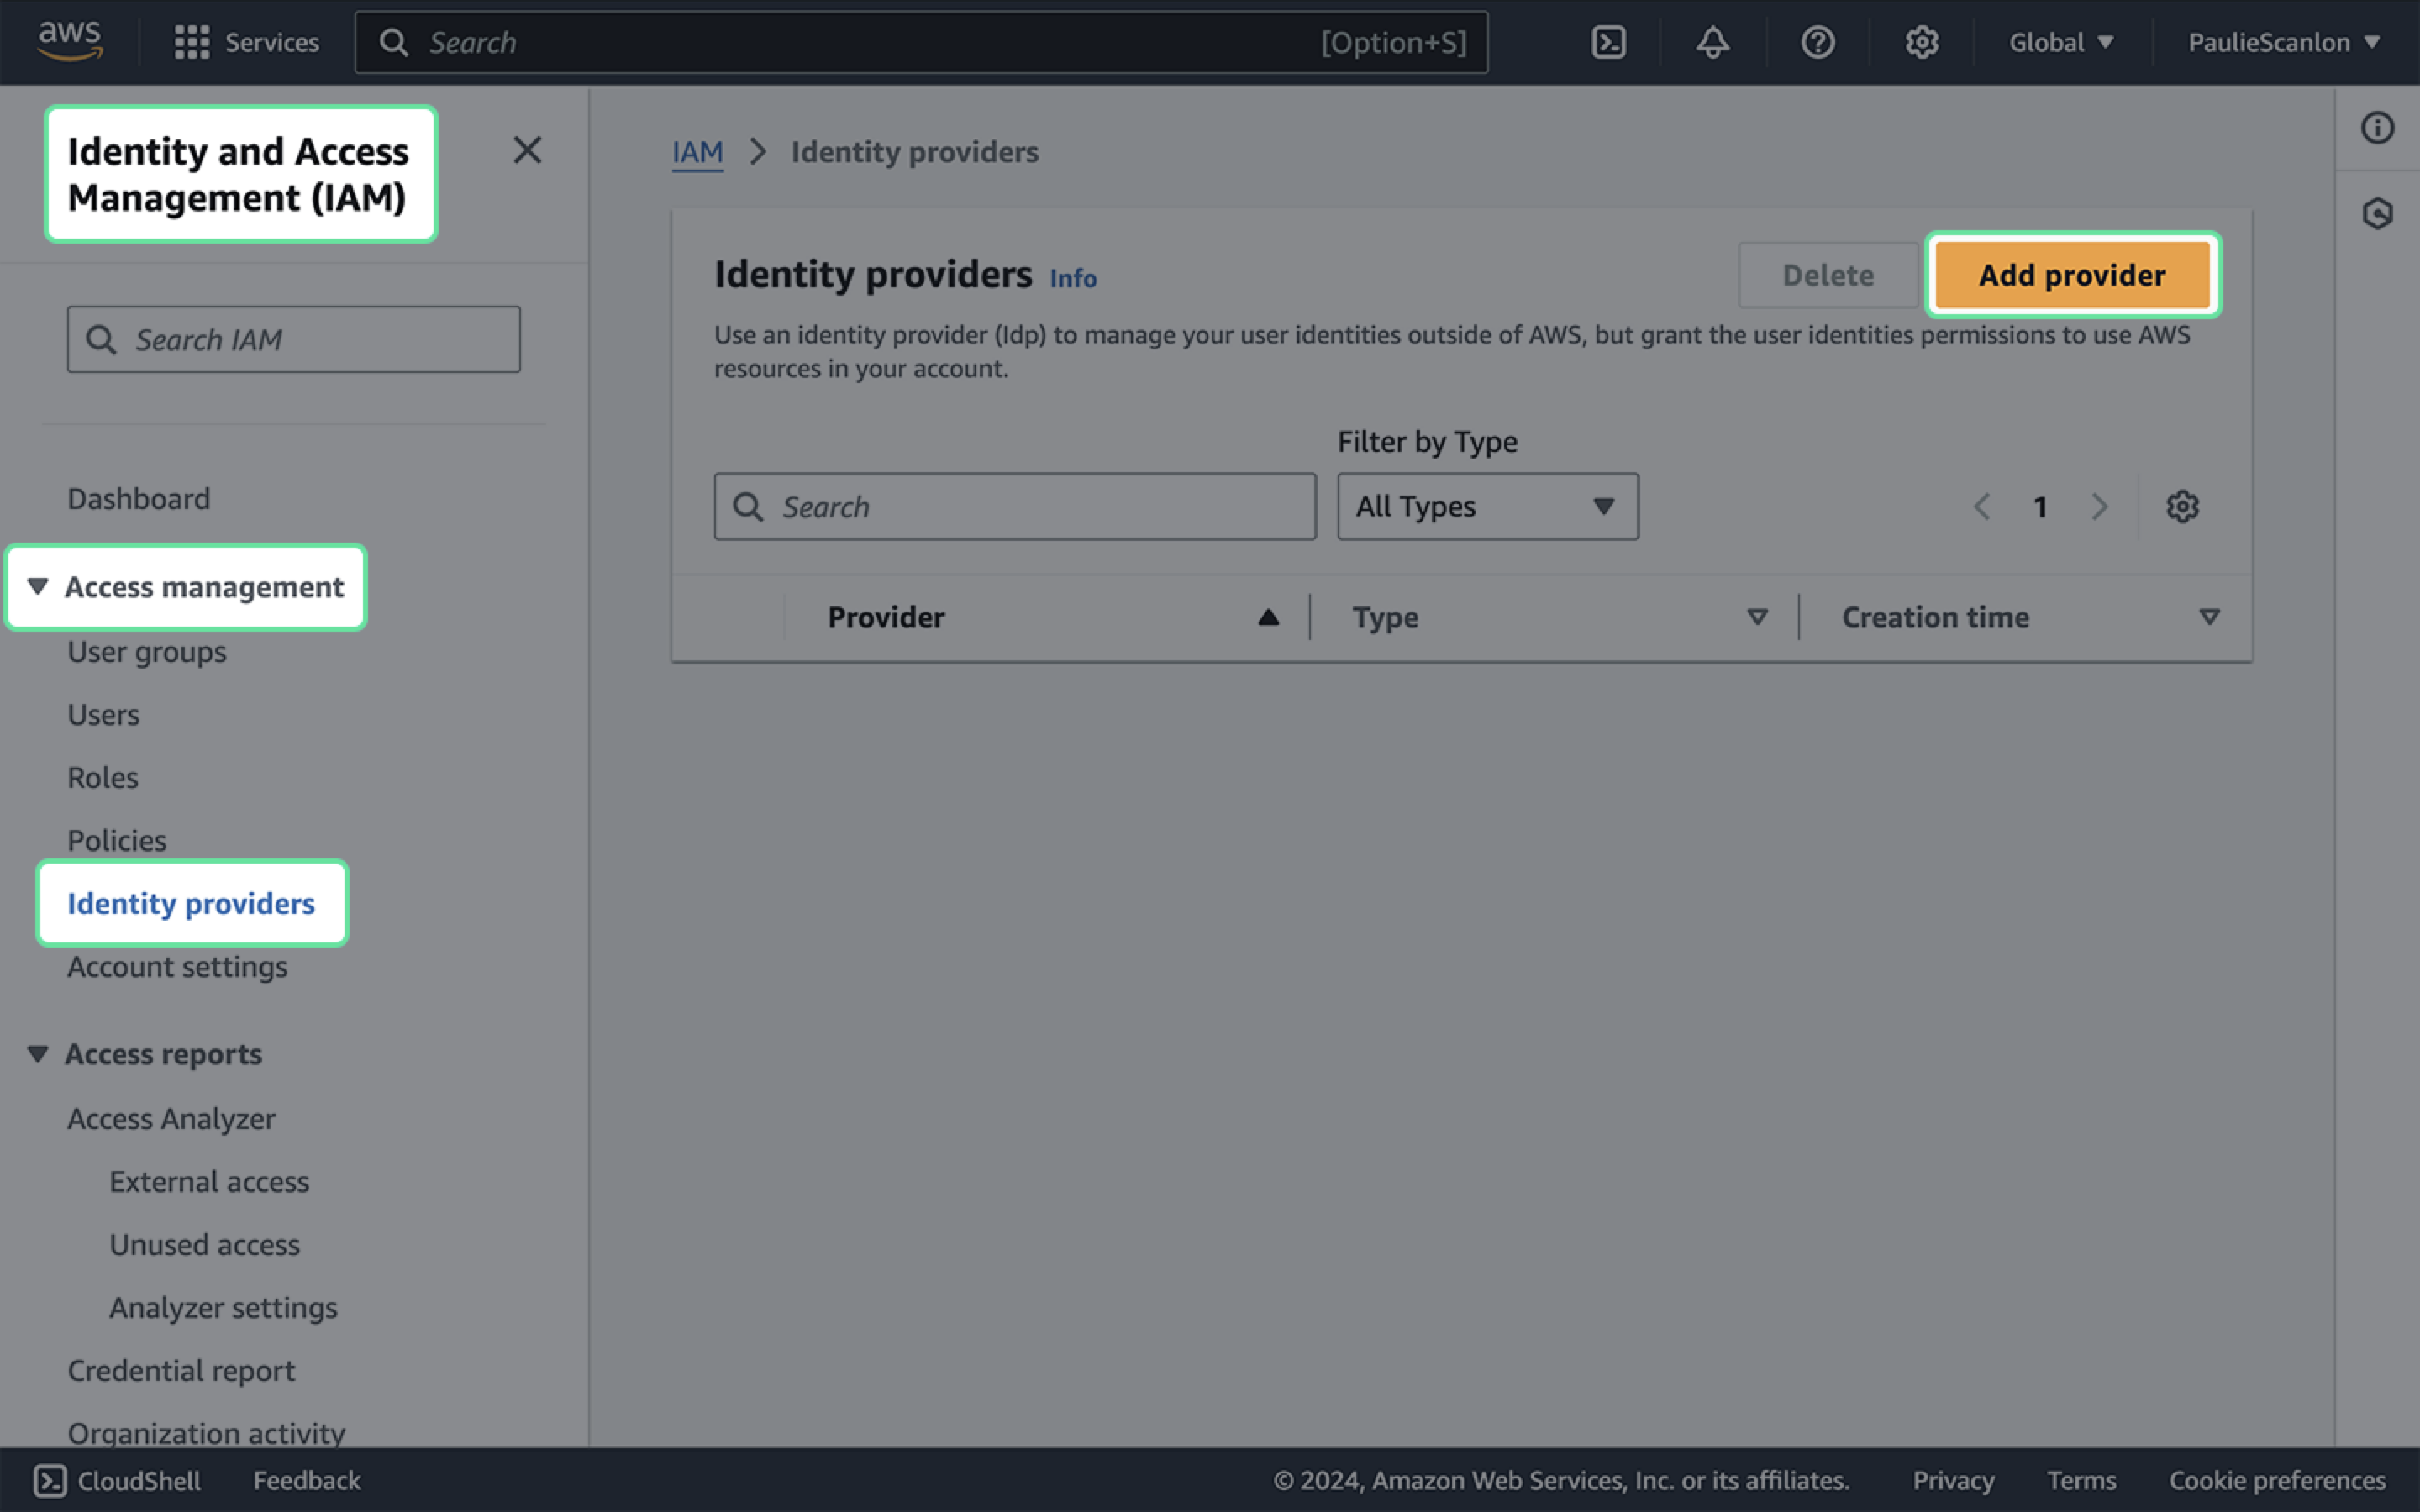 aws
Services
Search
[Option+S]
Global
PaulieScanlon
Identity and Access
Management (IAM)
Search IAM
Dashboard
Access management
User groups
Users
Roles
Policies
Identity providers
Account settings
Access reports
Access Analyzer
External access
Unused access
Analyzer settings
Credential report
Organization activity
IAM
Identity providers
Identity providers Info
Delete
Add provider
Use an identity provider (Idp) to manage your user identities outside of AWS, but grant the user identities permissions to use AWS
resources in your account.
Filter by Type
Search
All Types
1
Provider
Type
Creation time
CloudShell
Feedback
© 2024, Amazon Web Services, Inc. or its affiliates.
Privacy
Terms
Cookie preferences